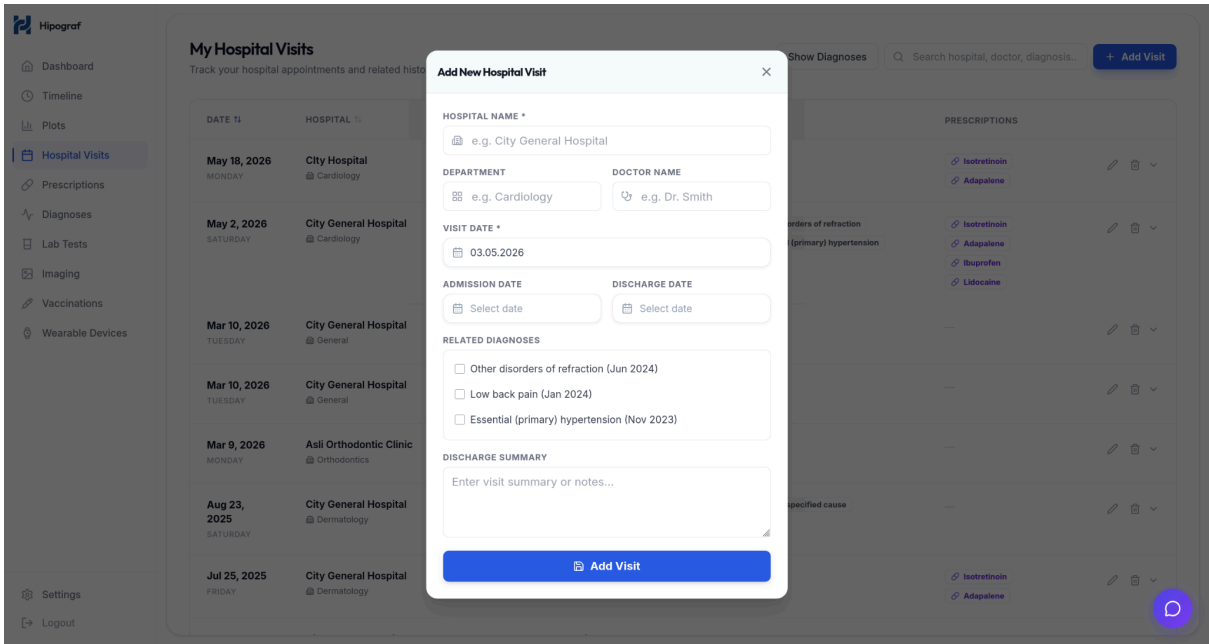 Hipograf
Dashboard
Timeline
Plots
Hospital Visits
Prescriptions
Diagnoses
Lab Tests
Imaging
Vaccinations
Wearable Devices
Settings
Logout
My Hospital Visits
Track your hospital appointments and related histo
Show Diagnoses
Search hospital, doctor, diagnosis..
+ Add Visit
DATE HOSPITAL PRESCRIPTIONS
May 18, 2026 CIty Hospital Isotretinoin
MONDAY Cardiology Adapalene
May 2, 2026 City General Hospital orders of refraction Isotretinoin
SATURDAY Cardiology (primary) hypertension Adapalene
Ibuprofen
Lidocaine
Mar 10, 2026 City General Hospital —
TUESDAY General
Mar 10, 2026 City General Hospital —
TUESDAY General
Mar 9, 2026 Asli Orthodontic Clinic —
MONDAY Orthodontics
Aug 23, City General Hospital specified cause —
2025 Dermatology
SATURDAY
Jul 25, 2025 City General Hospital Isotretinoin
FRIDAY Dermatology Adapalene
Add New Hospital Visit
HOSPITAL NAME *
e.g. City General Hospital
DEPARTMENT DOCTOR NAME
e.g. Cardiology e.g. Dr. Smith
VISIT DATE *
03.05.2026
ADMISSION DATE DISCHARGE DATE
Select date Select date
RELATED DIAGNOSES
Other disorders of refraction (Jun 2024)
Low back pain (Jan 2024)
Essential (primary) hypertension (Nov 2023)
DISCHARGE SUMMARY
Enter visit summary or notes...
Add Visit